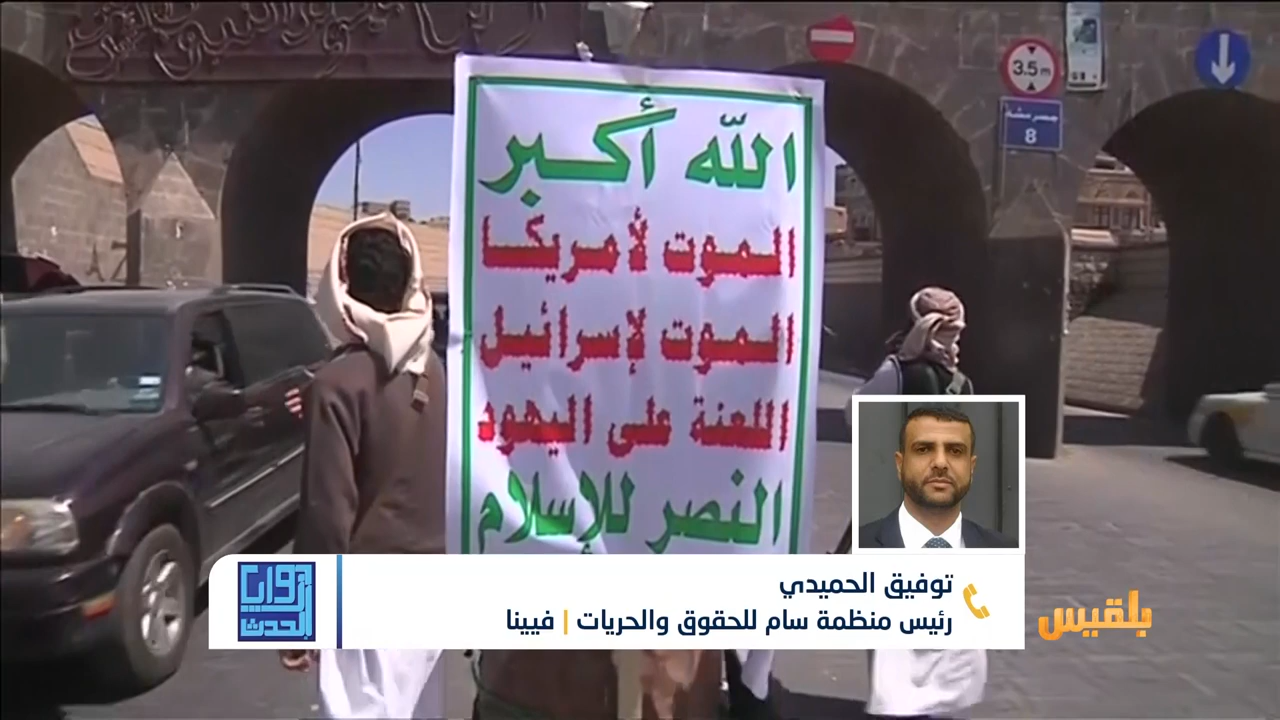 الله أكبر
الموت لأمريكا
الموت لإسرائيل
اللعنة على اليهود
النصر للإسلام
3.5 m
8
توفيق الحميدي
رئيس منظمة سام للحقوق والحريات | فيينا
بلقيس
الحدث